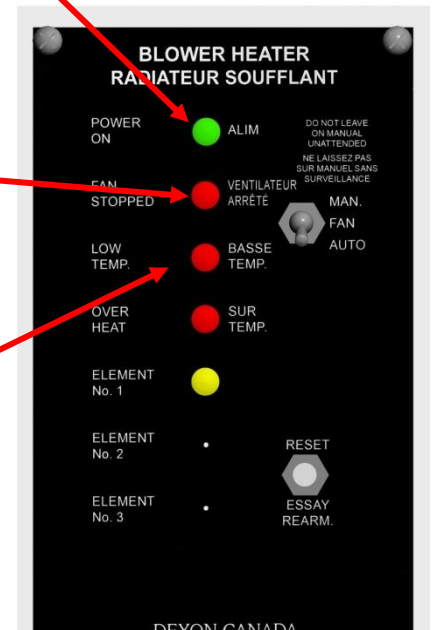 BLOWER HEATER
RADIATEUR SOUFFLANT
POWER
ON
ALIM
DO NOT LEAVE
ON MANUAL
UNATTENDED
NE LAISSEZ PAS
SUR MANUEL SANS
SURVEILLANCE
FAN
STOPPED
VENTILATEUR
ARRÊTÉ
MAN.
FAN
AUTO
LOW
TEMP.
BASSE
TEMP.
OVER
HEAT
SUR
TEMP.
ELEMENT
No. 1
ELEMENT
No. 2
RESET
ELEMENT
No. 3
ESSAY
REARM.
DEXON CANADA